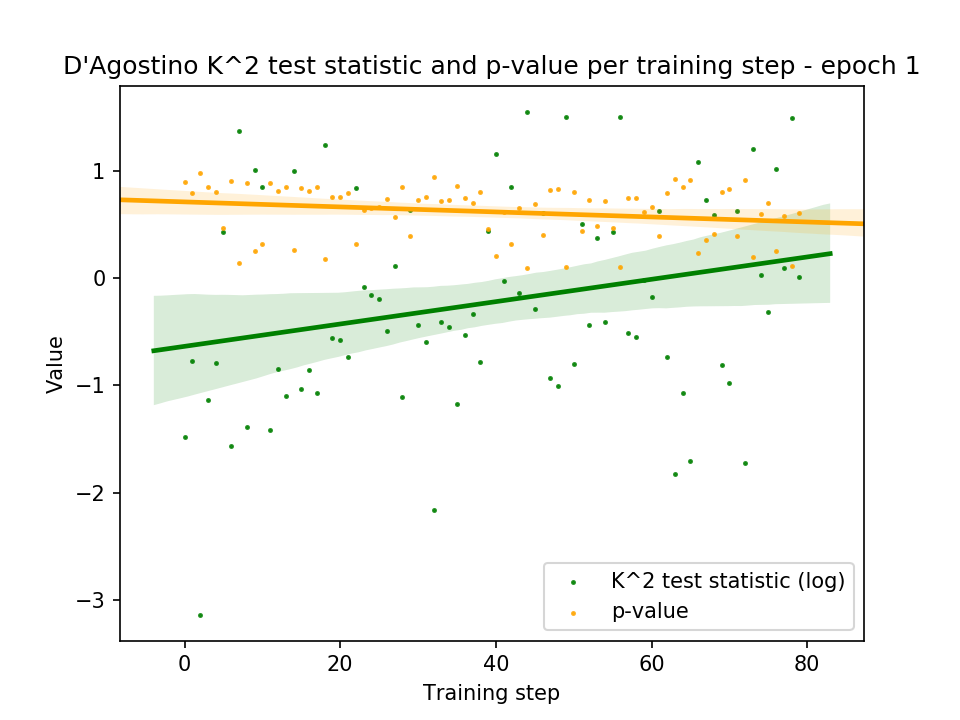 D'Agostino K^2 test statistic and p-value per training step - epoch 1
Value
1
0
−1
−2
−3
K^2 test statistic (log)
p-value
0 20 40 60 80
Training step